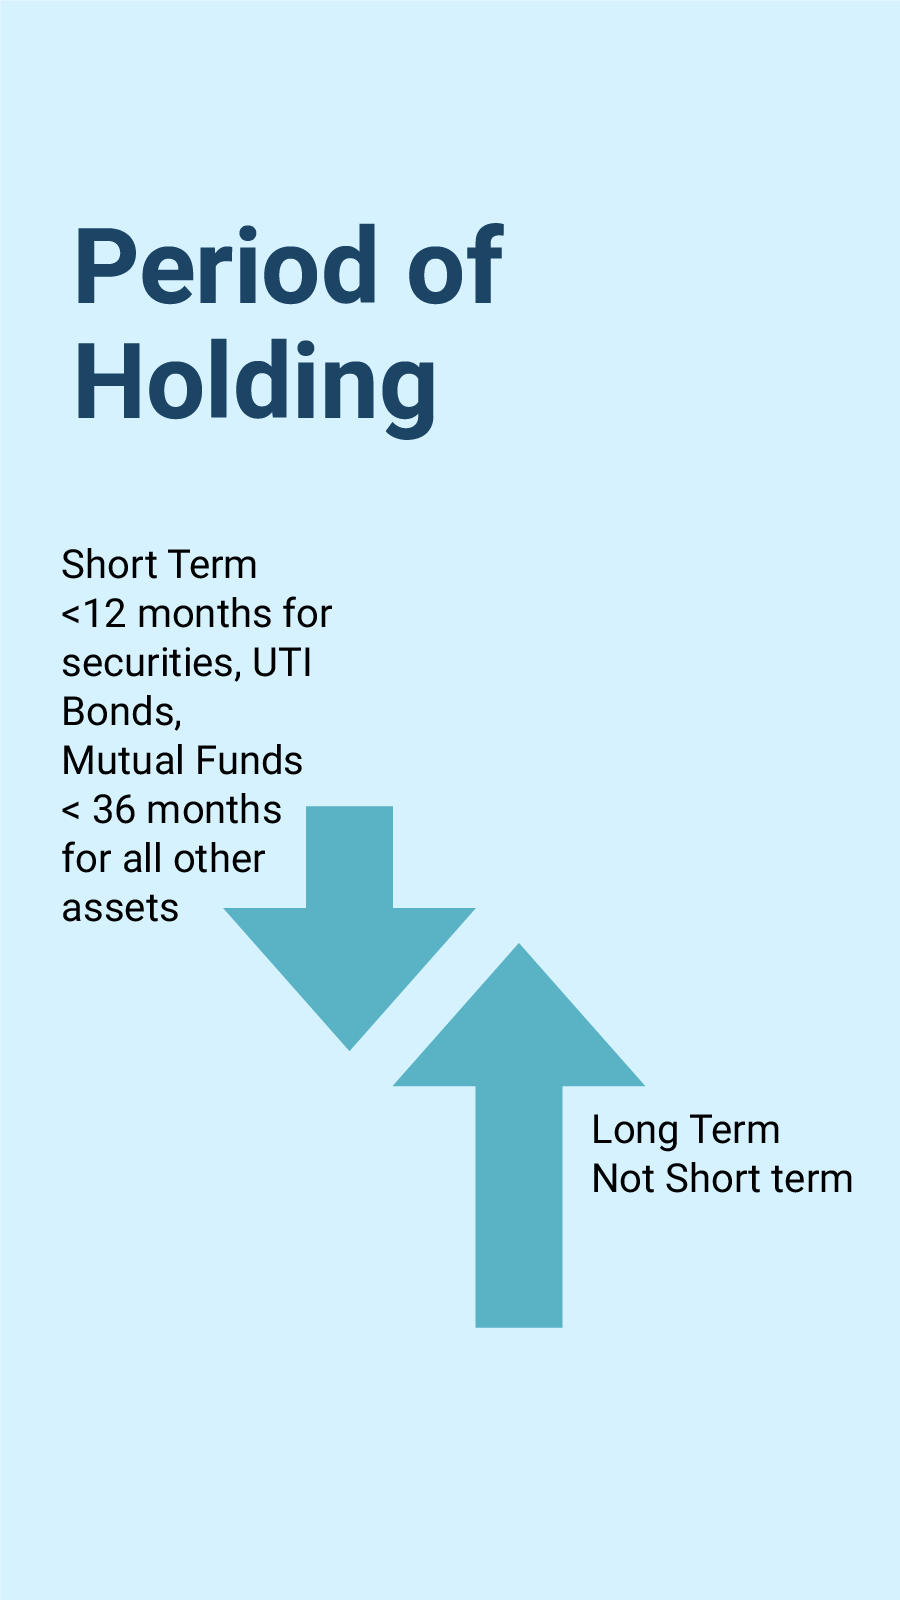 Period of
Holding
Short Term
<12 months for
securities, UTI
Bonds,
Mutual Funds
< 36 months
for all other
assets
Long Term
Not Short term